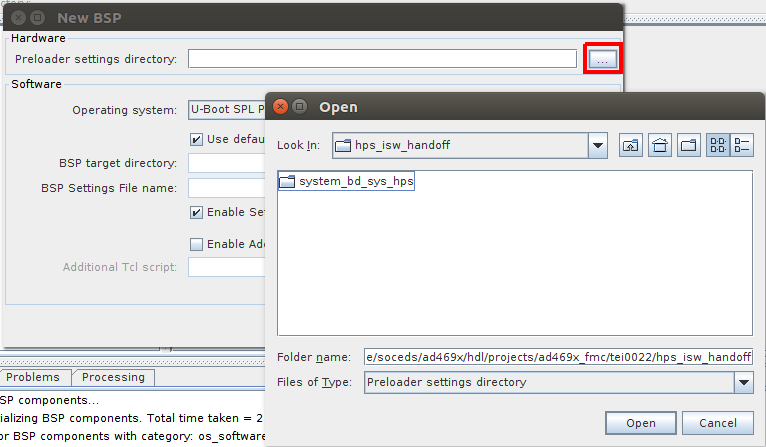 New BSP
Hardware
Preloader settings directory:
...
Software
Operating system: U-Boot SPL P
Use defau
BSP target directory:
BSP Settings File name:
Enable Set
Enable Add
Additional Tcl script:
Open
Look In: hps_isw_handoff
system_bd_sys_hps
Folder name: e/soceds/ad469x/hdl/projects/ad469x_fmc/tei0022/hps_isw_handoff
Files of Type: Preloader settings directory
Open Cancel
Problems Processing
SP components...
ializing BSP components. Total time taken = 2
or BSP components with category: os_software